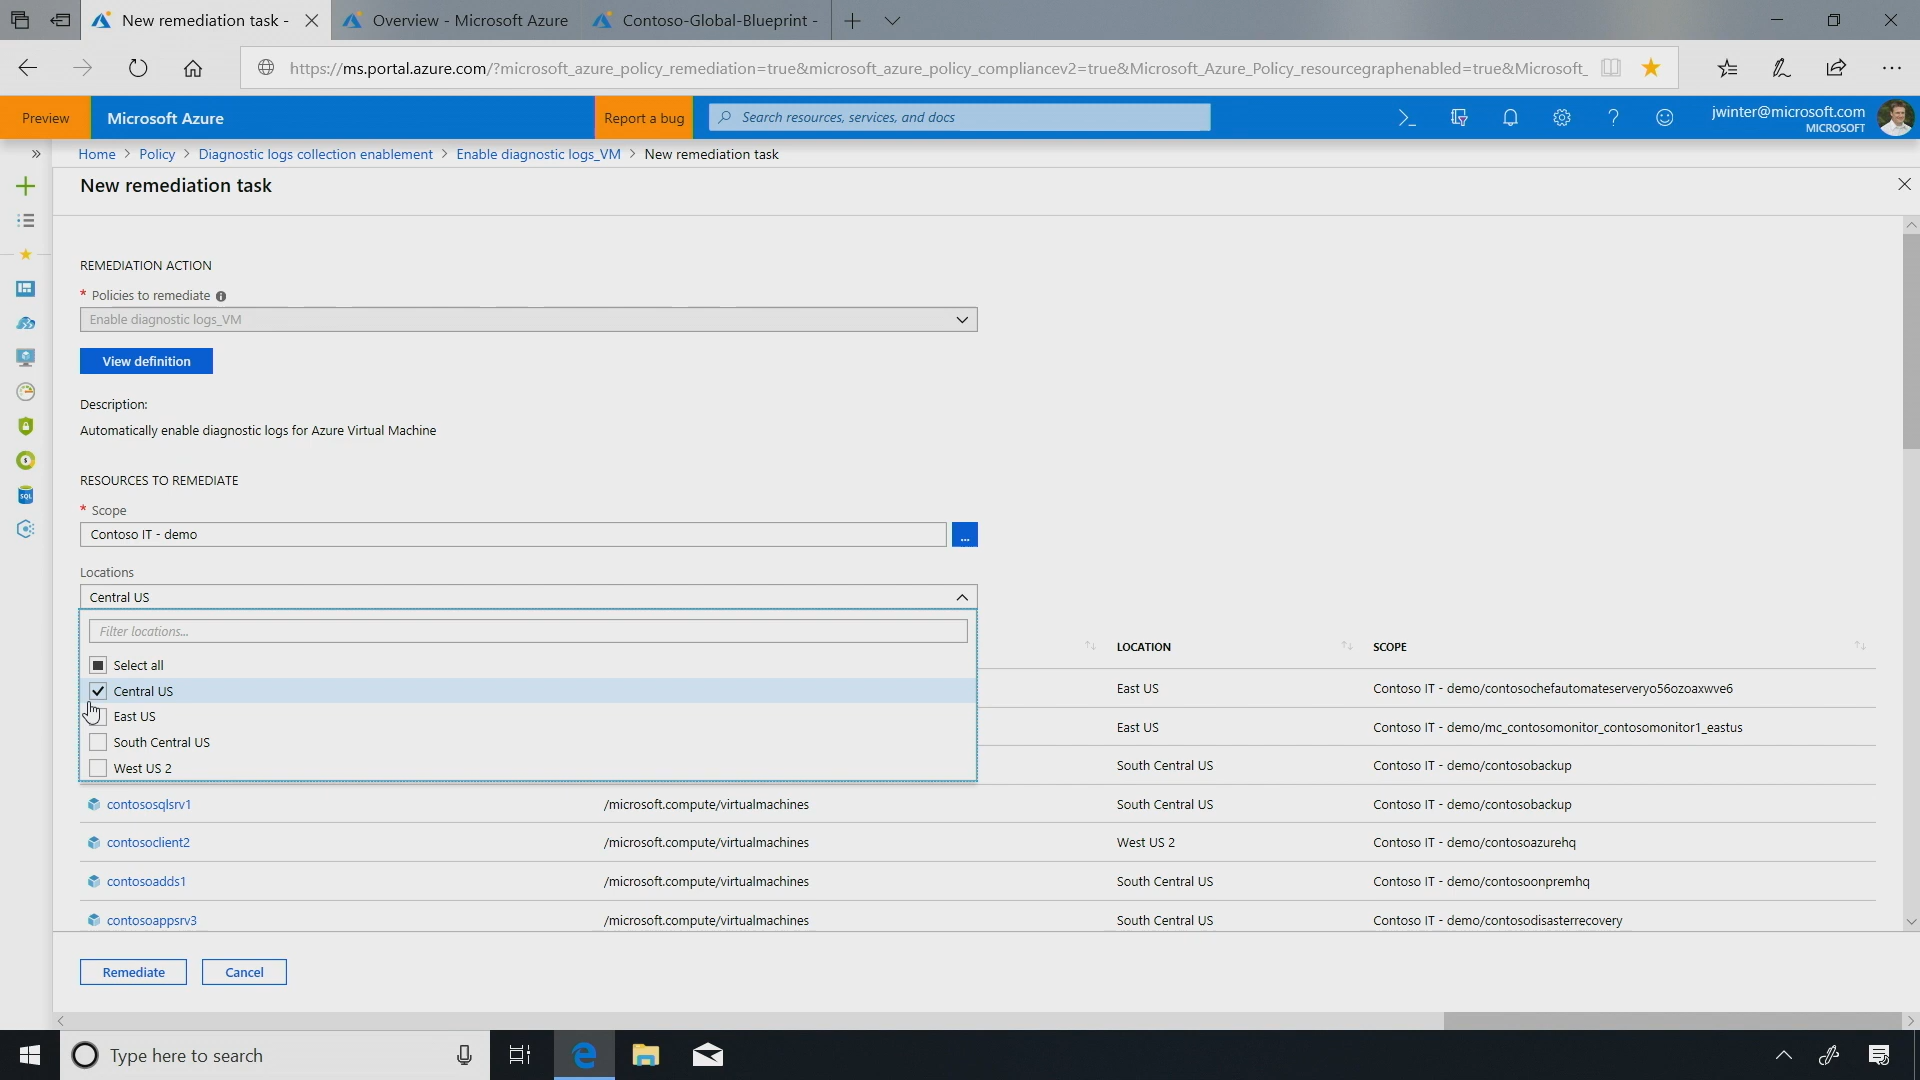 New remediation task -
Overview - Microsoft Azure
Contoso-Global-Blueprint -
https://ms.portal.azure.com/?microsoft_azure_policy_remediation=true&microsoft_azure_policy_compliancev2=true&Microsoft_Azure_Policy_resourcegraphenabled=true&Microsoft_
Preview
Microsoft Azure
Report a bug
Search resources, services, and docs
jwinter@microsoft.com
MICROSOFT
Home > Policy > Diagnostic logs collection enablement > Enable diagnostic logs_VM > New remediation task
New remediation task
REMEDIATION ACTION
* Policies to remediate
Enable diagnostic logs_VM
View definition
Description:
Automatically enable diagnostic logs for Azure Virtual Machine
RESOURCES TO REMEDIATE
* Scope
Contoso IT - demo
...
Locations
Central US
Filter locations...
Select all
Central US
East US
South Central US
West US 2
LOCATION SCOPE
East US Contoso IT - demo/contosochefautomateserveryo56ozoaxwve6
East US Contoso IT - demo/mc_contosomonitor_contosomonitor1_eastus
South Central US Contoso IT - demo/contosobackup
contososqlsrv1 /microsoft.compute/virtualmachines South Central US Contoso IT - demo/contosobackup
contosoclient2 /microsoft.compute/virtualmachines West US 2 Contoso IT - demo/contosoazurehq
contosoadds1 /microsoft.compute/virtualmachines South Central US Contoso IT - demo/contosoonpremhq
contosoappsrv3 /microsoft.compute/virtualmachines South Central US Contoso IT - demo/contosodisasterrecovery
Remediate
Cancel
Type here to search